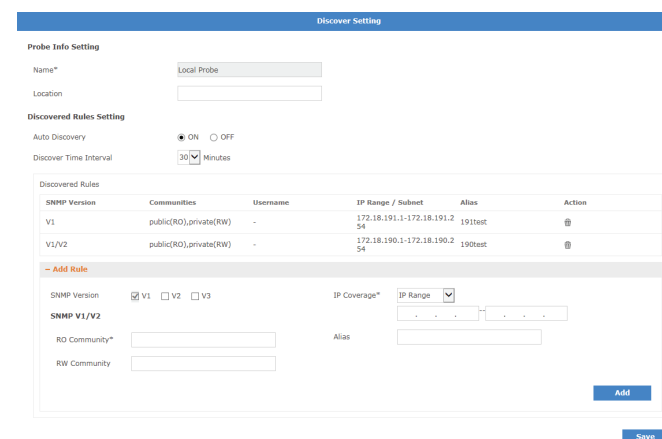 Discover Setting
Probe Info Setting
Name* Local Probe
Location
Discovered Rules Setting
Auto Discovery ON OFF
Discover Time Interval 30 Minutes
Discovered Rules
SNMP Version Communities Username IP Range / Subnet Alias Action
V1 public(RO),private(RW) - 172.18.191.1-172.18.191.2 191test
54
V1/V2 public(RO),private(RW) - 172.18.190.1-172.18.190.2 190test
54
– Add Rule
SNMP Version V1 V2 V3 IP Coverage* IP Range
SNMP V1/V2 . . . -- . . .
RO Community* Alias
RW Community
Add
Save